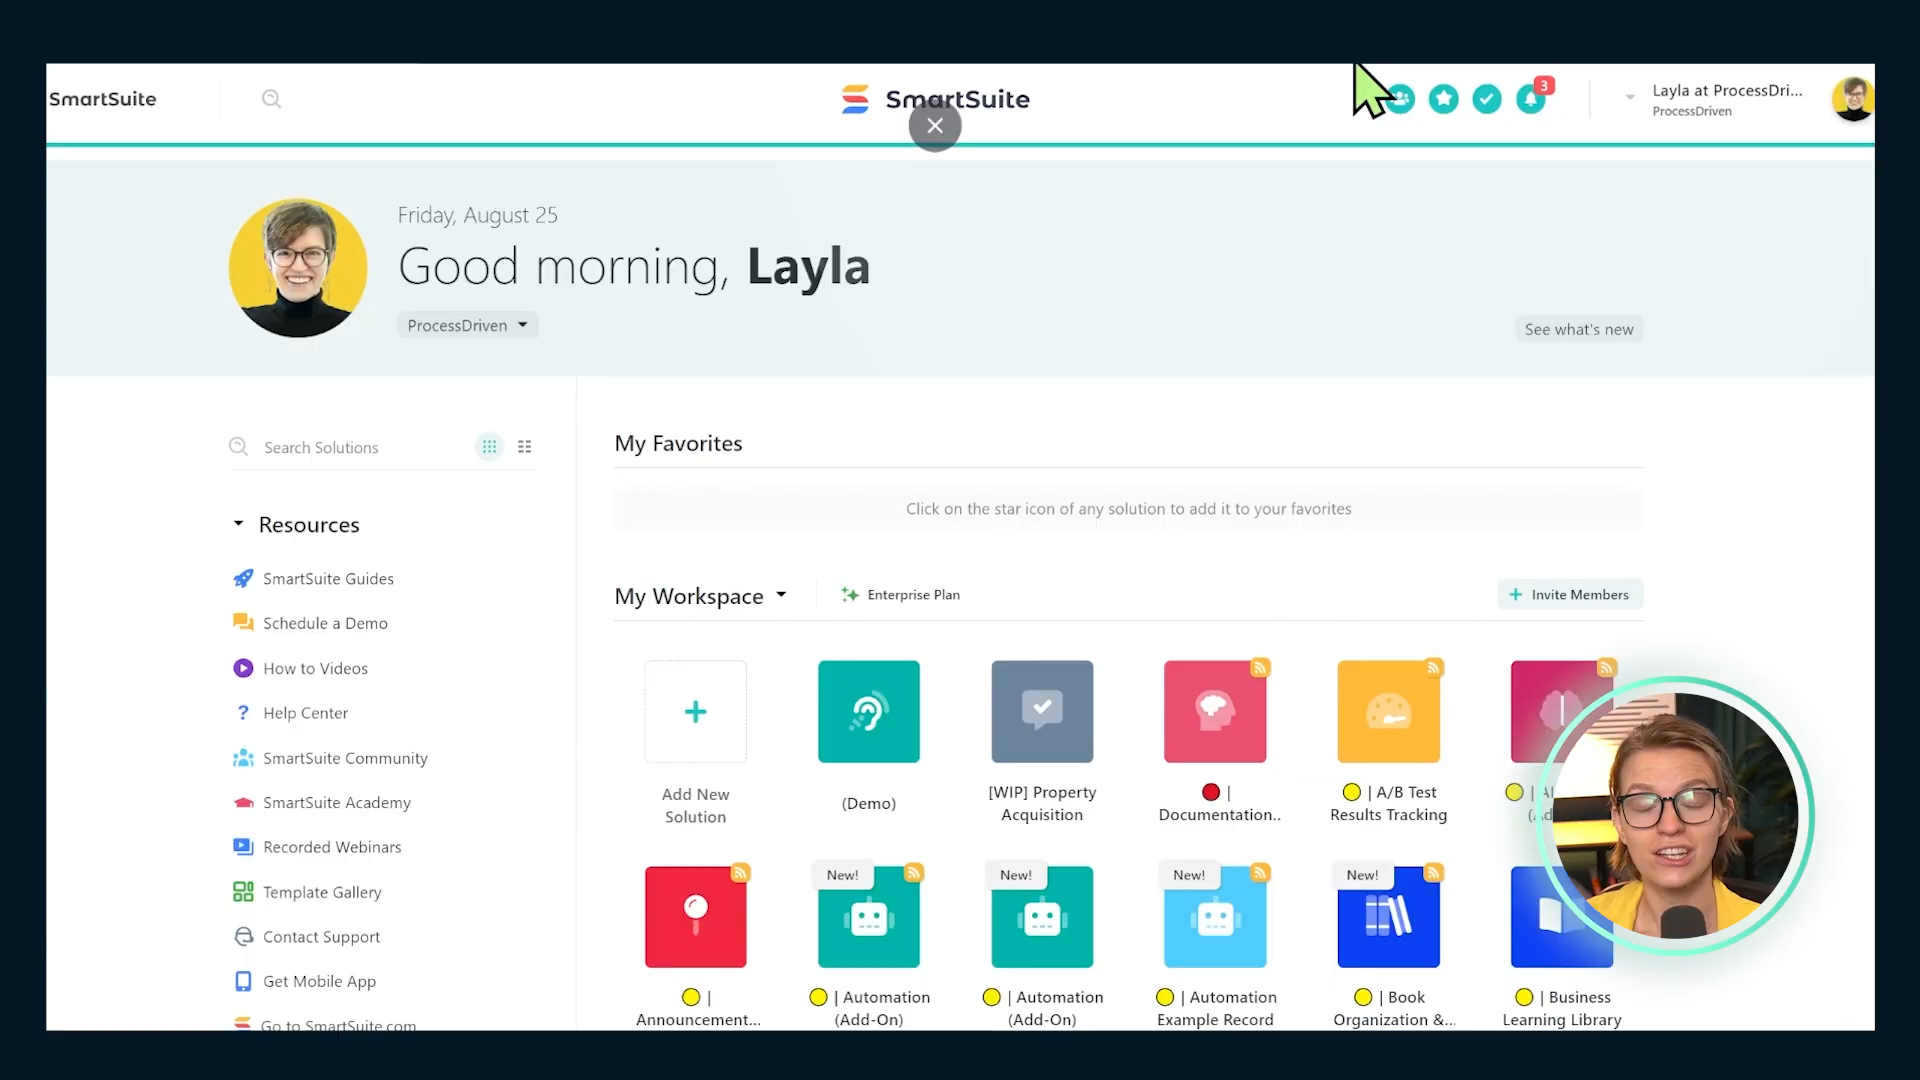 SmartSuite
SmartSuite
3
Layla at ProcessDri...
ProcessDriven
Friday, August 25
Good morning, Layla
ProcessDriven
See what's new
Search Solutions
Resources
SmartSuite Guides
Schedule a Demo
How to Videos
Help Center
SmartSuite Community
SmartSuite Academy
Recorded Webinars
Template Gallery
Contact Support
Get Mobile App
Go to SmartSuite.com
My Favorites
Click on the star icon of any solution to add it to your favorites
My Workspace
Enterprise Plan
+ Invite Members
Add New
Solution
(Demo)
[WIP] Property
Acquisition
|
Documentation..
| A/B Test
Results Tracking
New!
New!
New!
New!
|
Announcement...
| Automation
(Add-On)
| Automation
(Add-On)
| Automation
Example Record
| Book
Organization &...
| Business
Learning Library